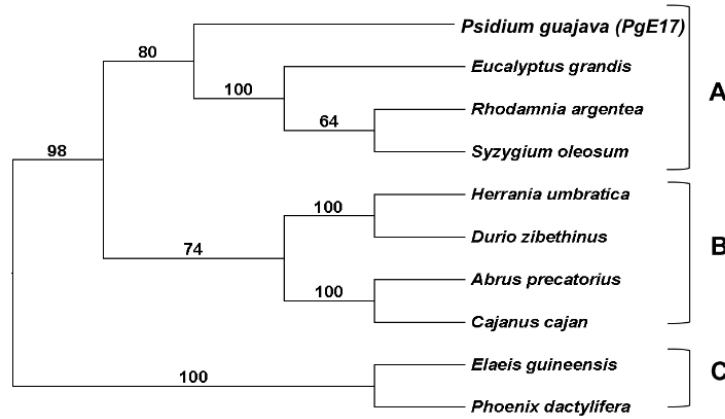 Psidium guajava (PgE17)
80
Eucalyptus grandis
100
A
Rhodamnia argentea
64
Syzygium oleosum
98
Herrania umbratica
100
Durio zibethinus
74
B
Abrus precatorius
100
Cajanus cajan
Elaeis guineensis
100
C
Phoenix dactylifera